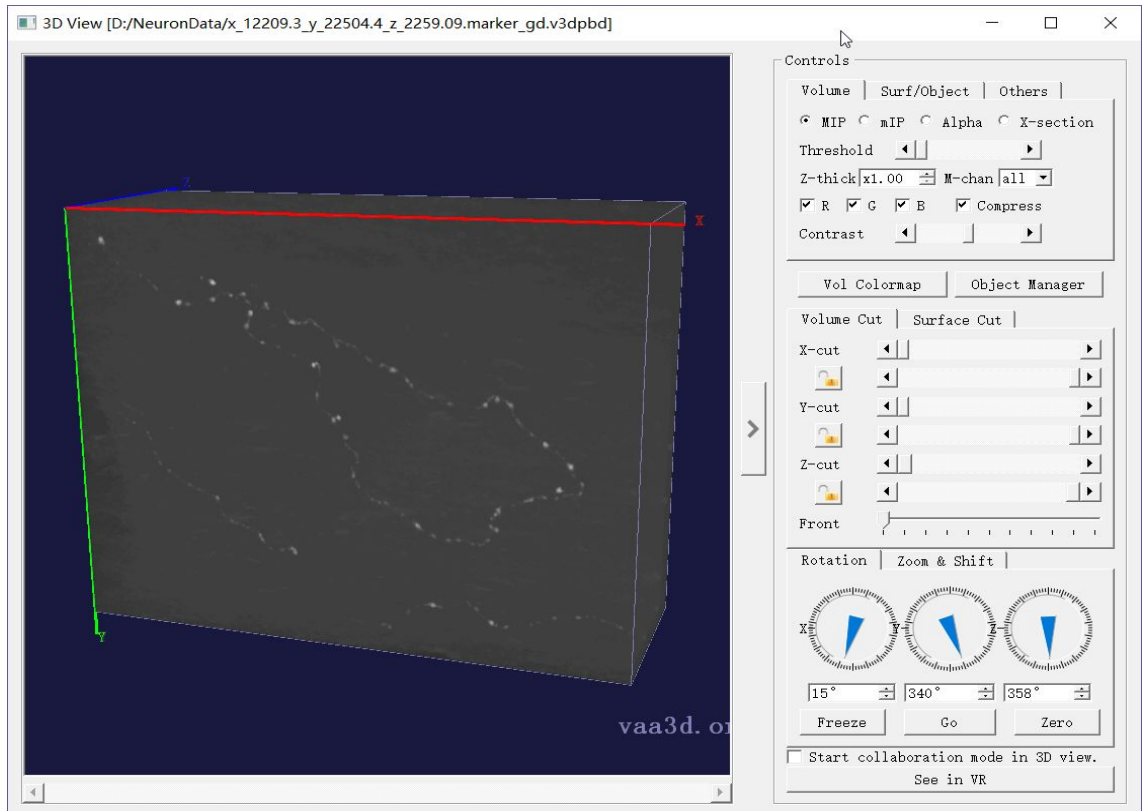 3D View [D:/NeuronData/x_12209.3_y_22504.4_z_2259.09.marker_gd.v3dpbd]
Controls
Volume Surf/Object Others
MIP mIP Alpha X-section
Threshold
Z-thick x1.00 M-chan all
R G B Compress
Contrast
Vol Colormap Object Manager
Volume Cut Surface Cut
X-cut
Y-cut
Z-cut
Front
Rotation Zoom & Shift
X Y Z
15° 340° 358°
Freeze Go Zero
Start collaboration mode in 3D view.
See in VR
Z
X
Y
vaa3d.or